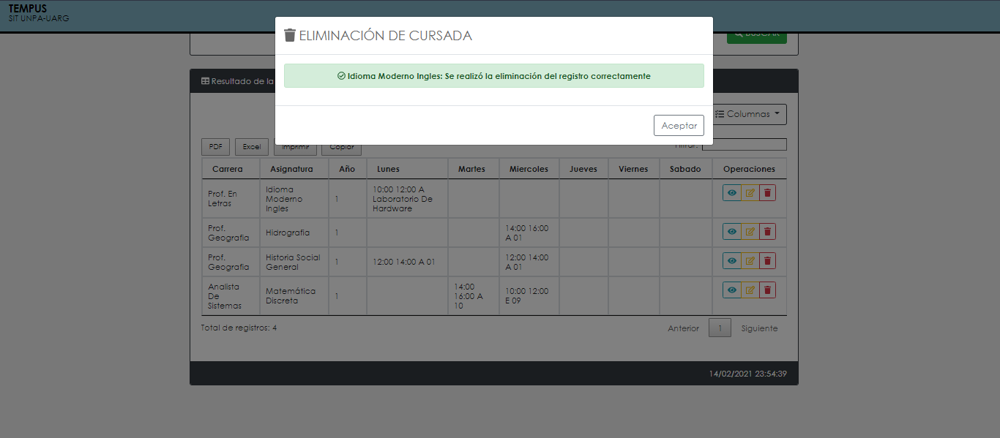 TEMPUS
SIT UNPA-UARG
ELIMINACIÓN DE CURSADA
Idioma Moderno Ingles: Se realizó la eliminación del registro correctamente
Aceptar
BUSCAR
Resultado de la
Columnas
PDF Excel Imprimir Copiar Filtrar:
Carrera Asignatura Año Lunes Martes Miercoles Jueves Viernes Sabado Operaciones
Prof. En Letras Idioma Moderno Ingles 1 10:00 12:00 A Laboratorio De Hardware
Prof. Geografia Hidrografia 1 14:00 16:00 A 01
Prof. Geografia Historia Social General 1 12:00 14:00 A 01 12:00 14:00 A 01
Analista De Sistemas Matemática Discreta 1 14:00 16:00 A 10 10:00 12:00 E 09
Total de registros: 4 Anterior 1 Siguiente
14/02/2021 23:54:39